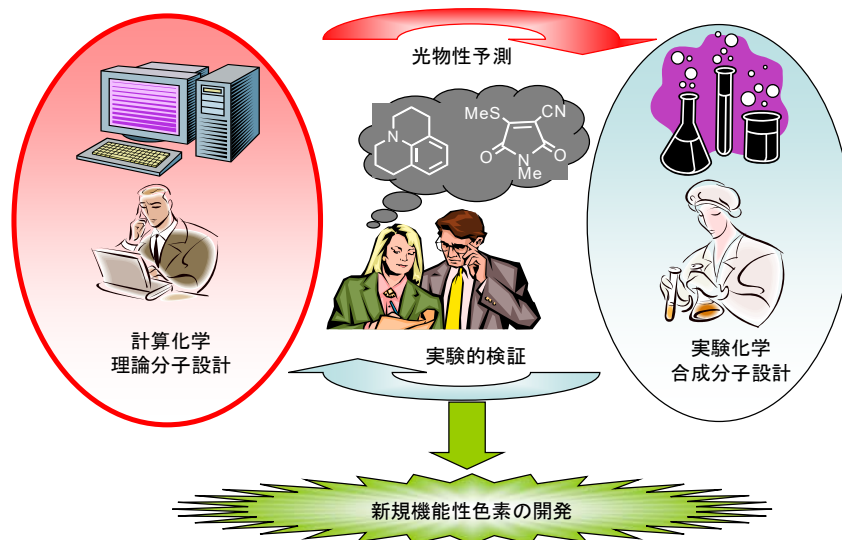 光物性予測
N
MeS
CN
O
N
O
Me
計算化学
理論分子設計
実験的検証
実験化学
合成分子設計
新規機能性色素の開発